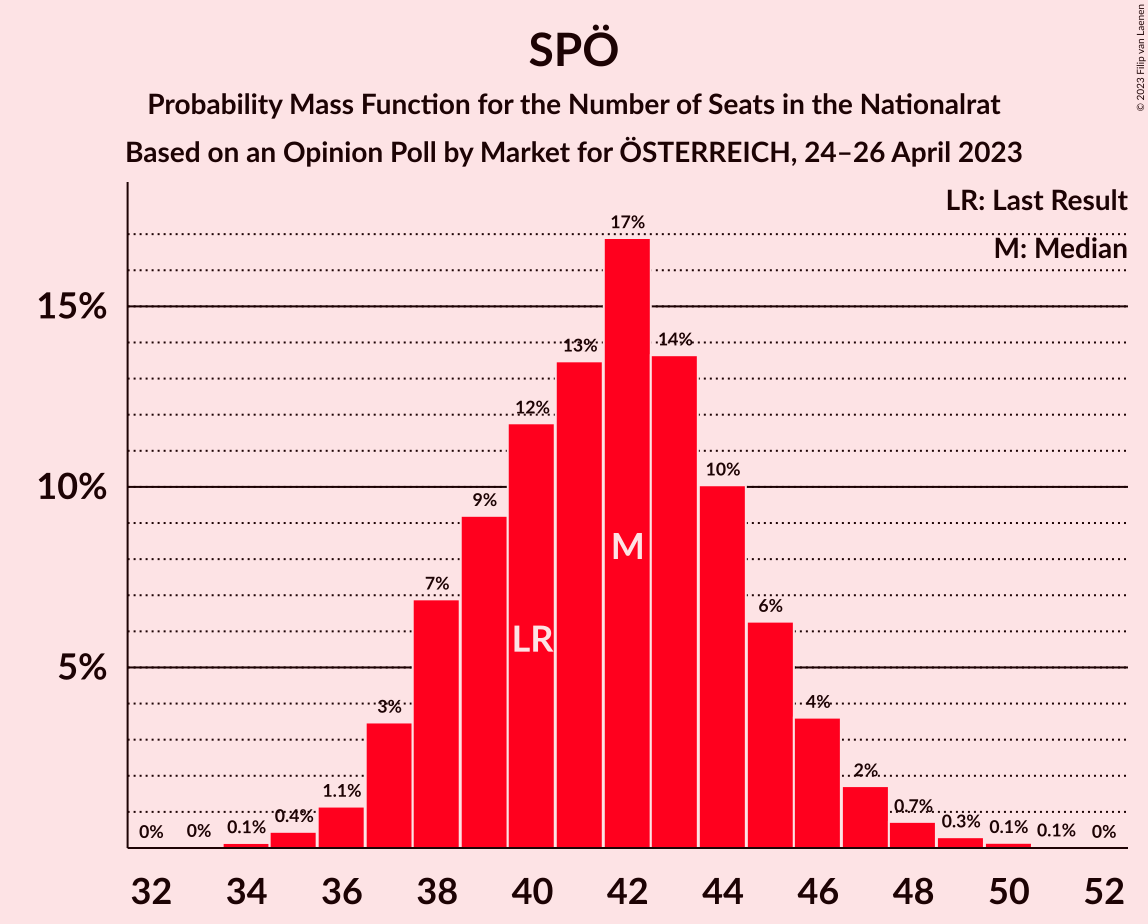 SPÖ
Probability Mass Function for the Number of Seats in the Nationalrat
Based on an Opinion Poll by Market for ÖSTERREICH, 24–26 April 2023
© 2023 Filip van Laenen
LR: Last Result
M: Median
15%
10%
5%
0%
0%
0.1%
0.4%
1.1%
3%
7%
9%
12%
13%
17%
14%
10%
6%
4%
2%
0.7%
0.3%
0.1%
0.1%
0%
LR
M
32 34 36 38 40 42 44 46 48 50 52